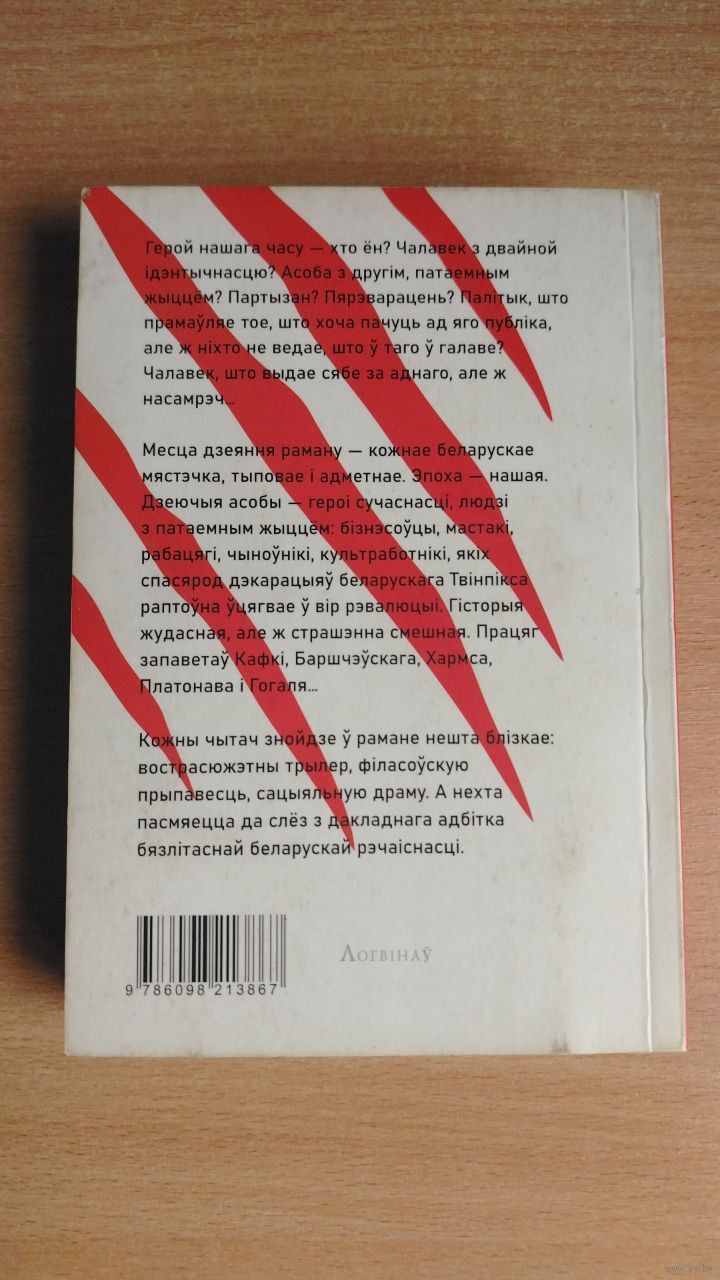 Герой нашага часу — хто ён? Чалавек з двайной
ідэнтычнасцю? Асоба з другім, патаемным
жыццём? Партызан? Пярэварацень? Палітык, што
прамаўляе тое, што хоча пачуць ад яго публіка,
але ж ніхто не ведае, што ў таго ў галаве?
Чалавек, што выдае сябе за аднаго, але ж
насамрэч…
Месца дзеяння раману — кожнае беларускае
мястэчка, тыповае і адметнае. Эпоха — нашая.
Дзеючыя асобы — героі сучаснасці, людзі
з патаемным жыццём: бізнэсоўцы, мастакі,
рабацягі, чыноўнікі, культработнікі, якіх
спасярод дэкарацыяў беларускага Твінпікса
раптоўна ўцягвае ў вір рэвалюцыі. Гісторыя
жудасная, але ж страшэнна смешная. Працяг
запаветаў Кафкі, Баршчэўскага, Хармса,
Платонава і Гогаля…
Кожны чытач знойдзе ў рамане нешта блізкае:
вострасюжэтны трылер, філасоўскую
прыпавесць, сацыяльную драму. А нехта
пасмяецца да слёз з дакладнага адбітка
бязлітаснай беларускай рэчаіснасці.
Логвінаў
9 786098 213867
www.ay.by